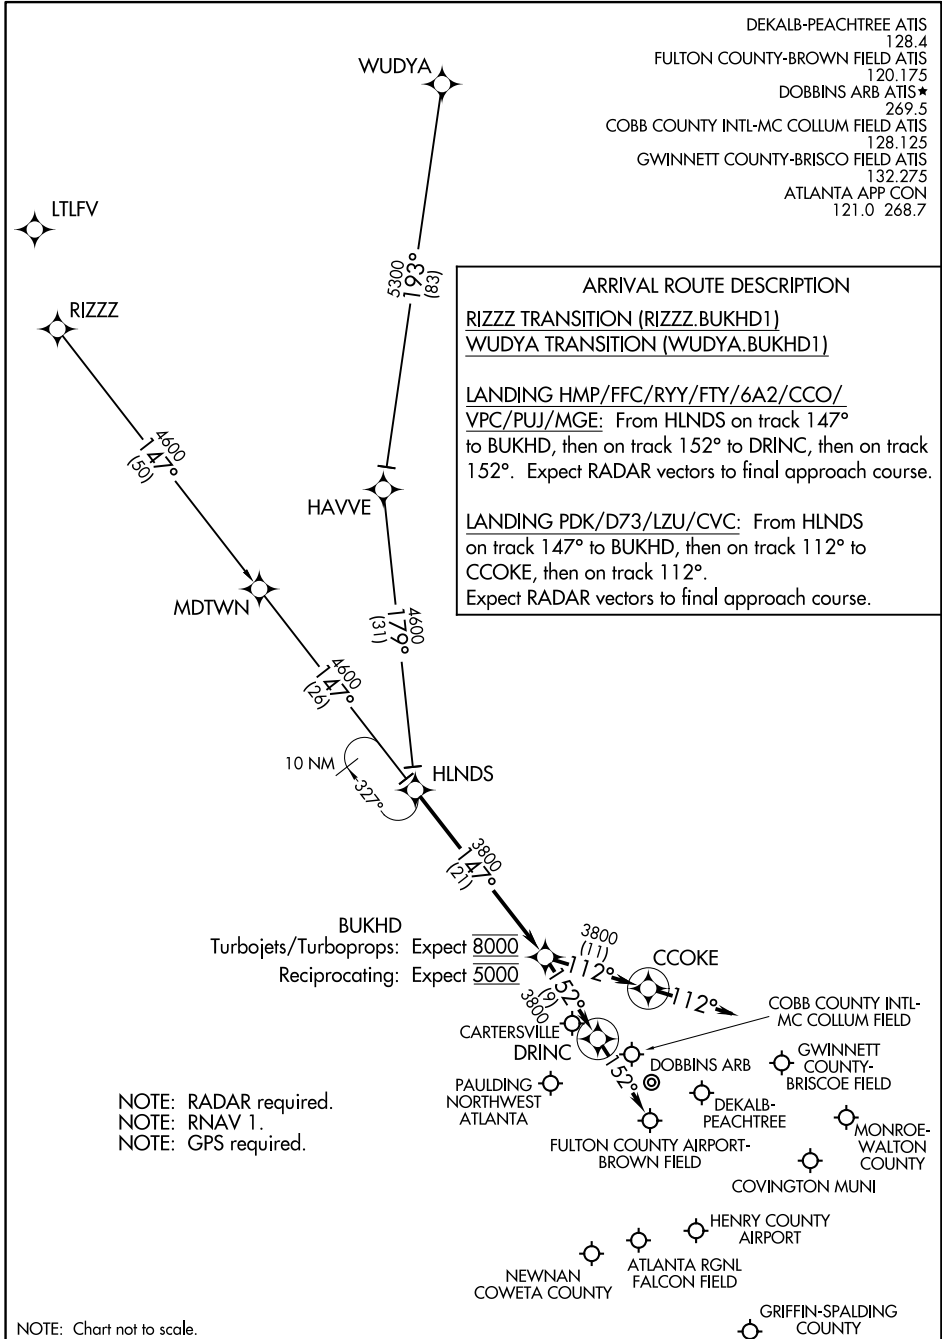 DEKALB-PEACHTREE ATIS
128.4
FULTON COUNTY-BROWN FIELD ATIS
120.175
DOBBINS ARB ATIS★
269.5
COBB COUNTY INTL-MC COLLUM FIELD ATIS
128.125
GWINNETT COUNTY-BRISCO FIELD ATIS
132.275
ATLANTA APP CON
121.0 268.7
WUDYA
LTLFV
RIZZZ
5300
193°
(83)
ARRIVAL ROUTE DESCRIPTION
RIZZZ TRANSITION (RIZZZ.BUKHD1)
WUDYA TRANSITION (WUDYA.BUKHD1)
LANDING HMP/FFC/RYY/FTY/6A2/CCO/
VPC/PUJ/MGE: From HLNDS on track 147°
to BUKHD, then on track 152° to DRINC, then on track
152°. Expect RADAR vectors to final approach course.
LANDING PDK/D73/LZU/CVC: From HLNDS
on track 147° to BUKHD, then on track 112° to
CCOKE, then on track 112°.
Expect RADAR vectors to final approach course.
4600
147°
(50)
HAVVE
MDTWN
4600
179°
(31)
4600
147°
(26)
10 NM
327°
HLNDS
3800
147°
(21)
BUKHD
Turbojets/Turboprops: Expect 8000
Reciprocating: Expect 5000
3800
(11)
112°
CCOKE
112°
152°
(9)
3800
CARTERSVILLE
DRINC
152°
COBB COUNTY INTL-
MC COLLUM FIELD
DOBBINS ARB
GWINNETT
COUNTY-
BRISCOE FIELD
PAULDING
NORTHWEST
ATLANTA
DEKALB-
PEACHTREE
FULTON COUNTY AIRPORT-
BROWN FIELD
MONROE-
WALTON
COUNTY
COVINGTON MUNI
NOTE: RADAR required.
NOTE: RNAV 1.
NOTE: GPS required.
HENRY COUNTY
AIRPORT
NEWNAN
COWETA COUNTY
ATLANTA RGNL
FALCON FIELD
GRIFFIN-SPALDING
COUNTY
NOTE: Chart not to scale.